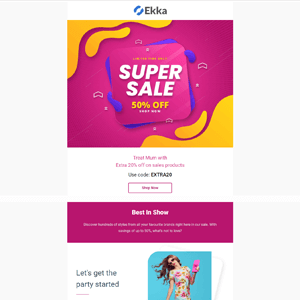 Ekka
LIMITED TIME ONLY
SUPER
SALE
50% OFF
SHOP NOW
Treat Mum with
Extra 20% off on sales products
Use code: EXTRA20
Shop Now
Best In Show
Discover hundreds of styles from all your favourite brands right here in our sale. With
savings of up to 50%, what's not to love?
Let's get the
party started